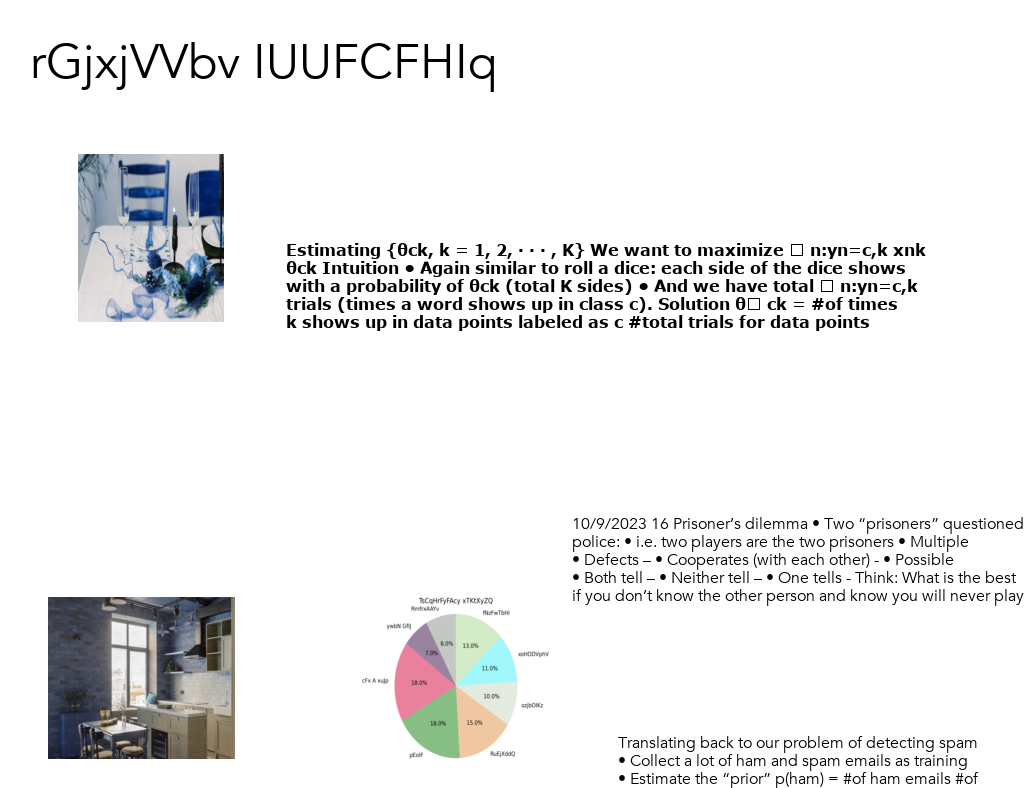 rGjxjVVbv IUUFCFHIq
Estimating {θck, k = 1, 2, · · · , K} We want to maximize □ n:yn=c,k xnk
θck Intuition • Again similar to roll a dice: each side of the dice shows
with a probability of θck (total K sides) • And we have total □ n:yn=c,k
trials (times a word shows up in class c). Solution θ□ ck = #of times
k shows up in data points labeled as c #total trials for data points
10/9/2023 16 Prisoner’s dilemma • Two “prisoners” questioned
police: • i.e. two players are the two prisoners • Multiple
• Defects – • Cooperates (with each other) - • Possible
• Both tell – • Neither tell – • One tells - Think: What is the best
if you don’t know the other person and know you will never play
TsCqHrFyFAcy xTKtXyZQ
RmfrxAAYv
fNzFwTbHl
ywbN GflJ
8.0%
13.0%
7.0%
xoHODVphV
11.0%
cFx A xuJp
18.0%
10.0%
ozJbOlKz
18.0%
15.0%
pEotF
RuEjXddQ
Translating back to our problem of detecting spam
• Collect a lot of ham and spam emails as training
• Estimate the “prior” p(ham) = #of ham emails #of